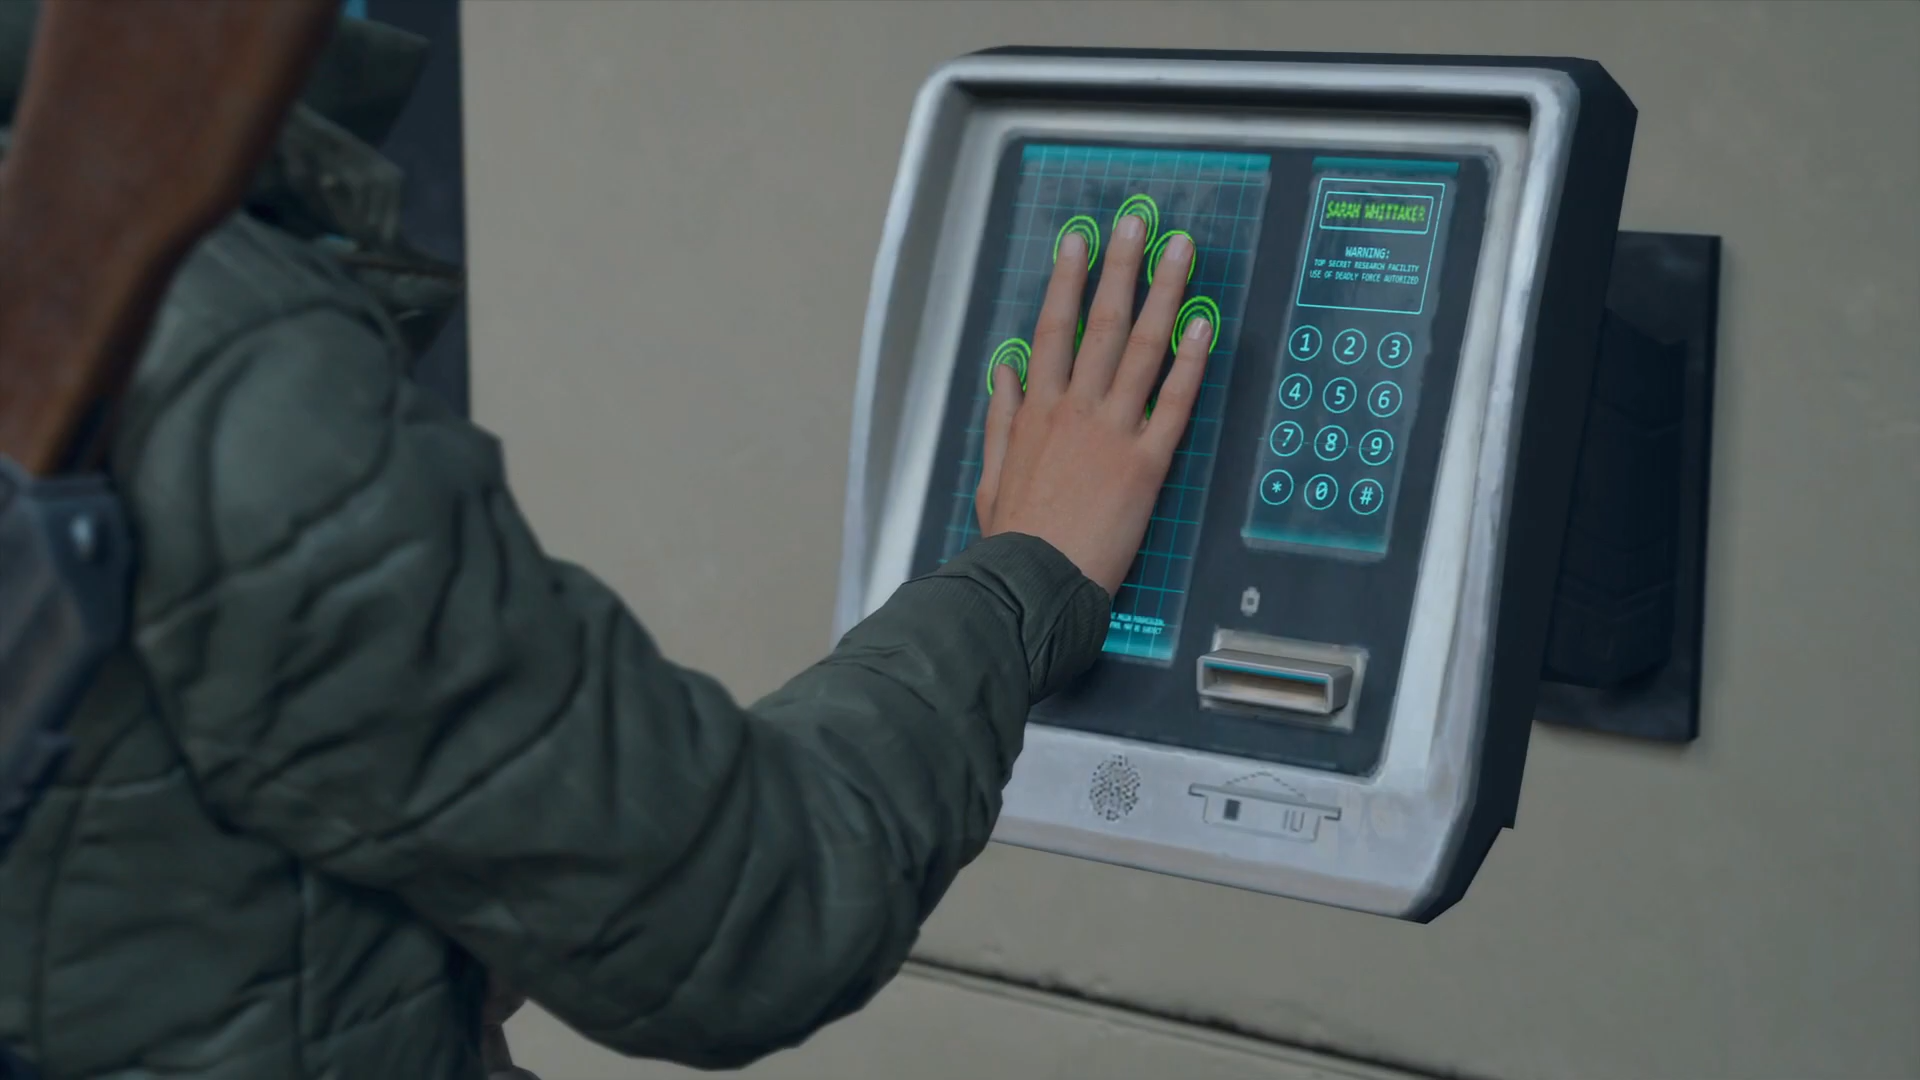 SARAH WHITTAKER
WARNING:
TOP SECRET RESEARCH FACILITY
USE OF DEADLY FORCE AUTORIZED
1 2 3
4 5 6
7 8 9
* 0 #